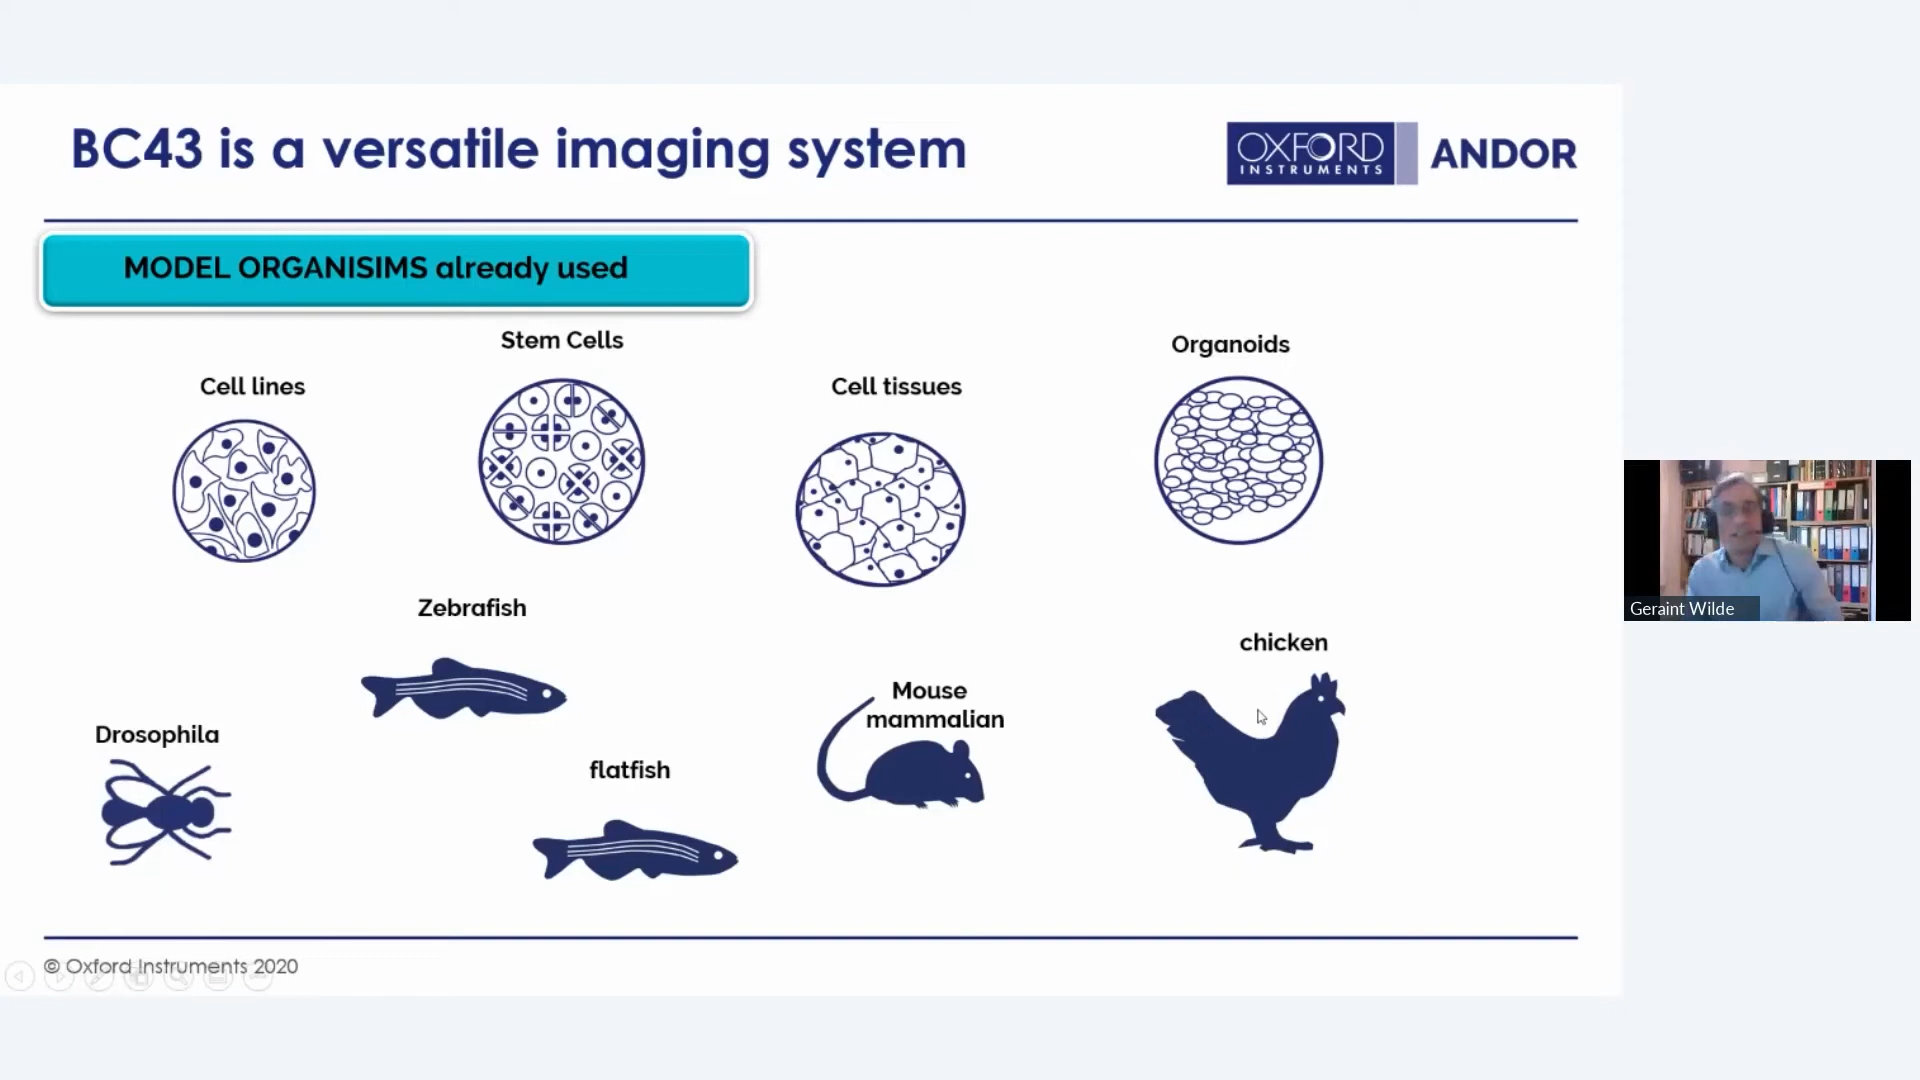 BC43 is a versatile imaging system
OXFORD
INSTRUMENTS
ANDOR
MODEL ORGANISIMS already used
Stem Cells
Organoids
Cell lines
Cell tissues
Zebrafish
chicken
Mouse
mammalian
Drosophila
flatfish
Geraint Wilde
© Oxford Instruments 2020